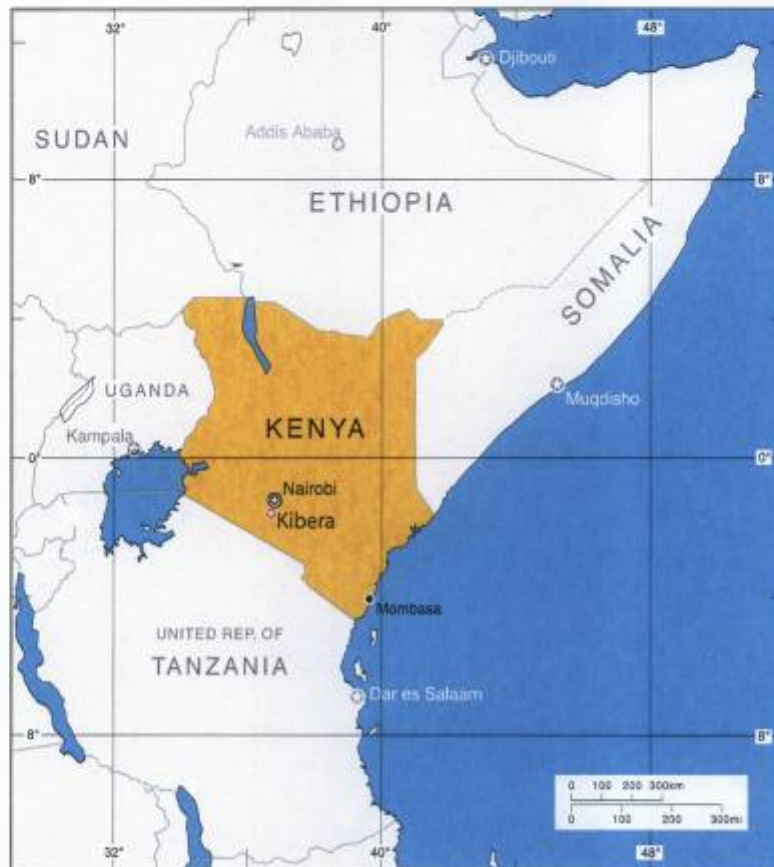 32°
40°
48°
Djibouti
Addis Ababa
SUDAN
8°
8°
ETHIOPIA
SOMALIA
UGANDA
Muqdisho
KENYA
Kampala
0°
0°
Nairobi
Kibera
Mombasa
UNITED REP. OF
TANZANIA
Dar es Salaam
8°
8°
0 100 200 300km
0 100 200 300mi
32°
40°
48°